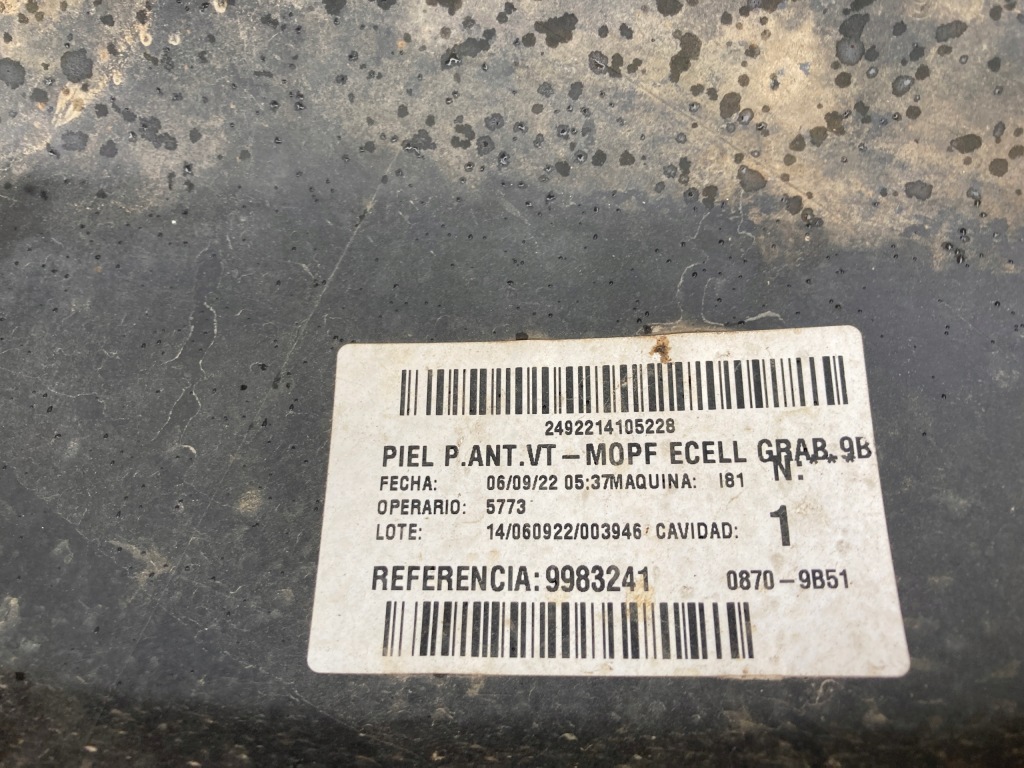 2492214105228
PIEL P.ANT.VT-MOPF ECELL GRAB.9B
N:***
FECHA: 06/09/22 05:37MAQUINA: I81
OPERARIO: 5773
LOTE: 14/060922/003946 CAVIDAD: 1
REFERENCIA:9983241 0870-9B51